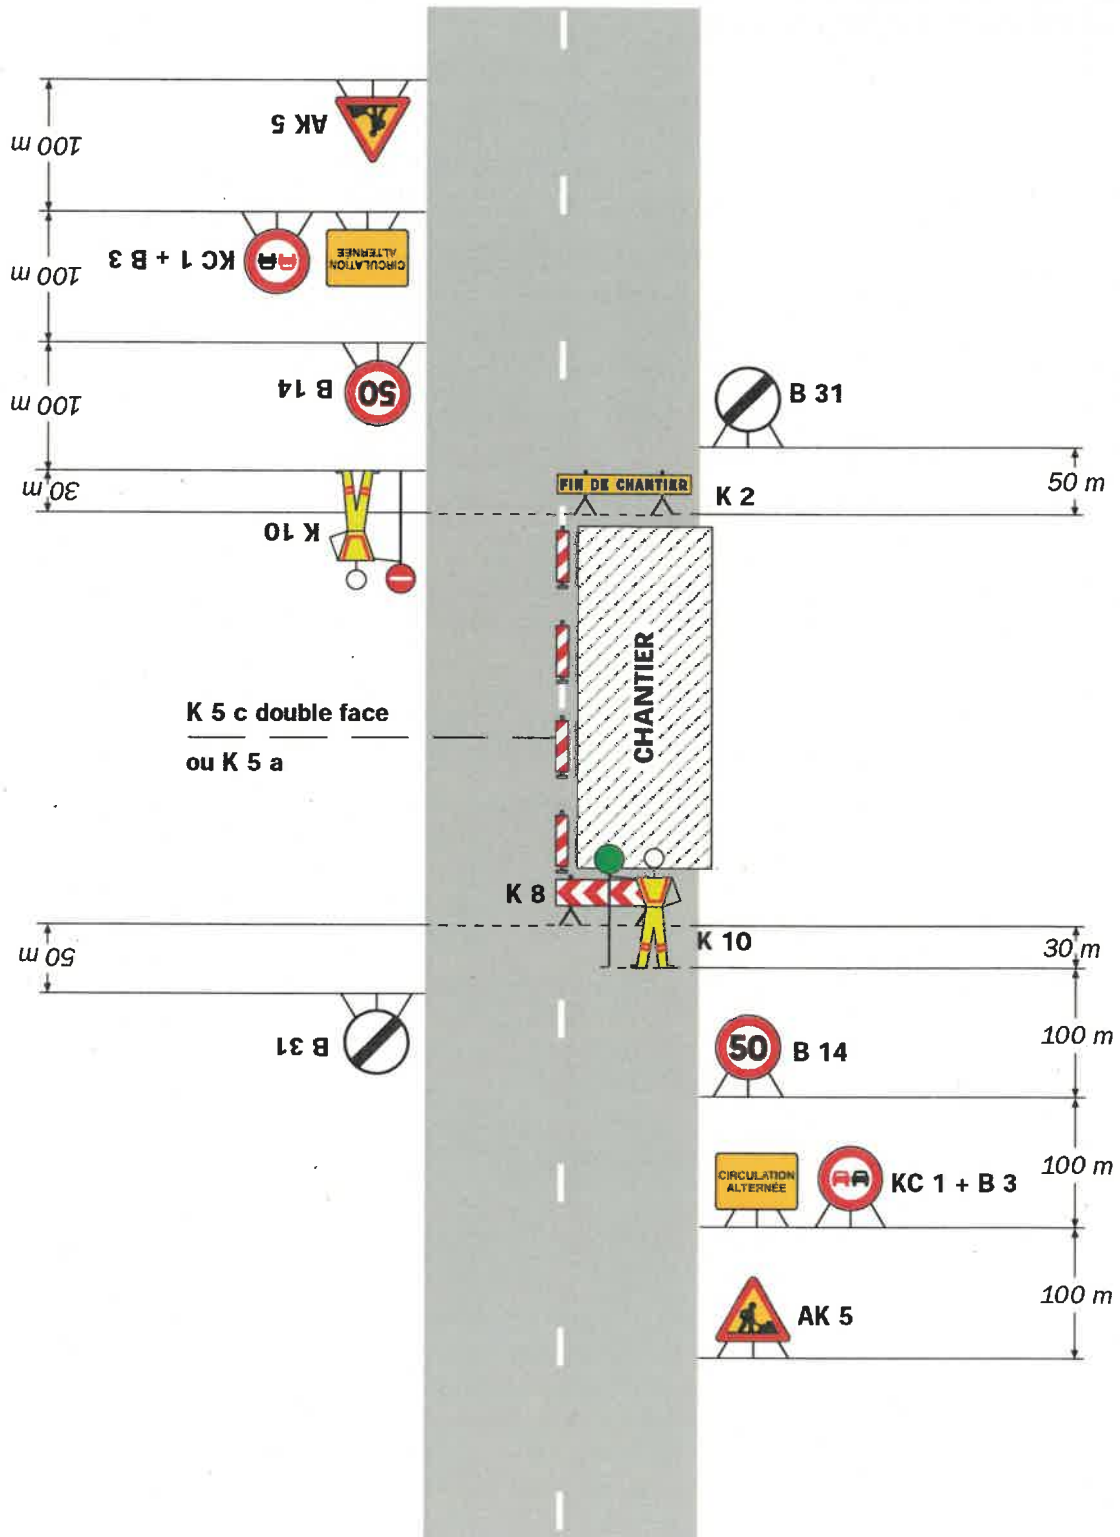 AK 5
100 m
KC 1 + B 3
CIRCULATION
ALTERNÉE
100 m
B 14
50
100 m
B 31
30 m
FIN DE CHANTIER
K 2
50 m
K 10
CHANTIER
K 5 c double face
ou K 5 a
K 8
K 10
30 m
50 m
B 31
50
B 14
100 m
CIRCULATION
ALTERNÉE
KC 1 + B 3
100 m
AK 5
100 m